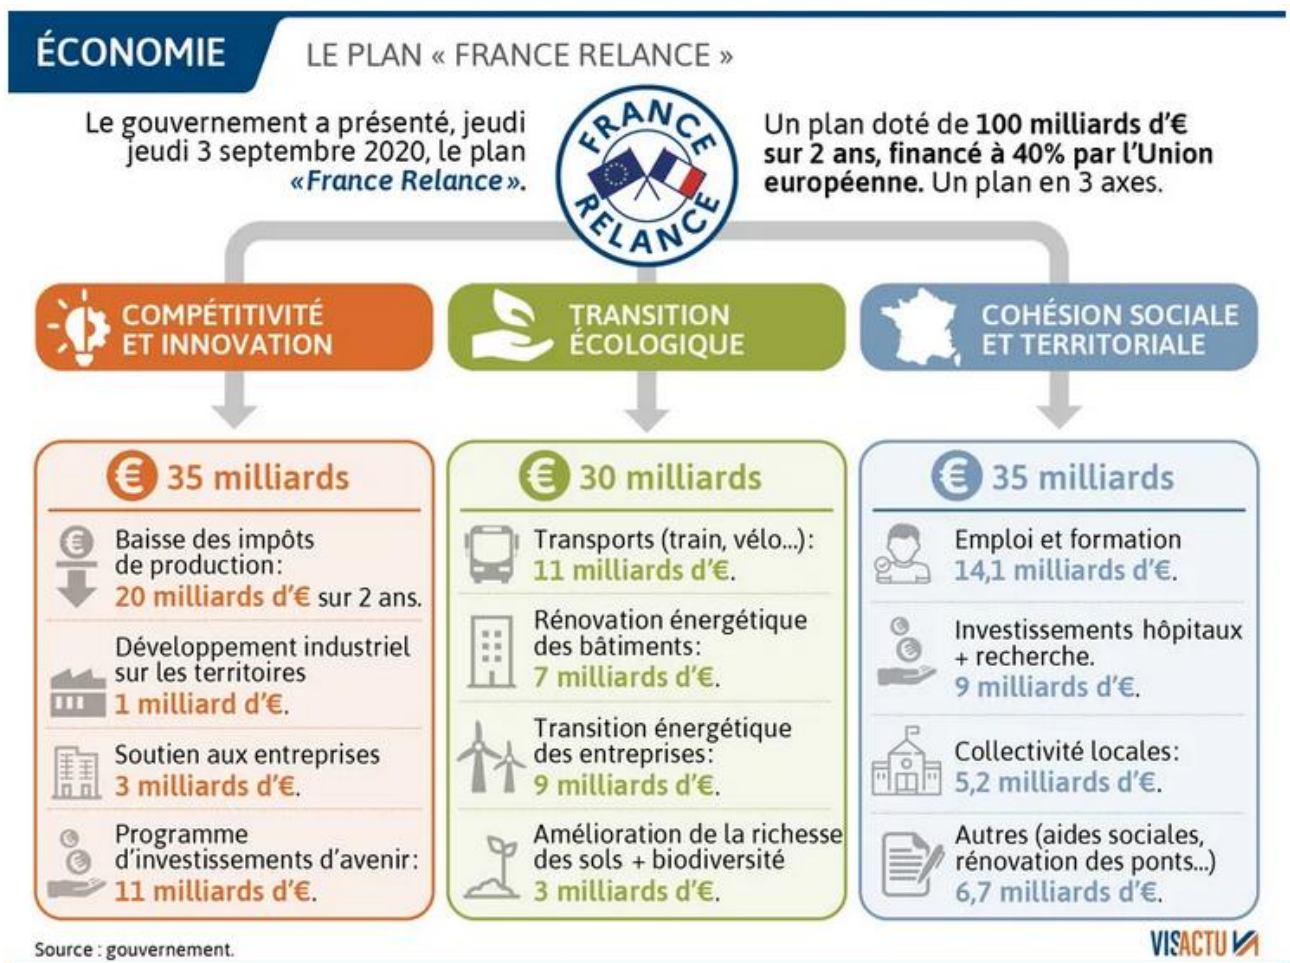 ÉCONOMIE
LE PLAN « FRANCE RELANCE »
Le gouvernement a présenté, jeudi
jeudi 3 septembre 2020, le plan
«France Relance».
FRANCE
RELANCE
Un plan doté de 100 milliards d'€
sur 2 ans, financé à 40% par l'Union
européenne. Un plan en 3 axes.
COMPÉTITIVITÉ
ET INNOVATION
€ 35 milliards
Baisse des impôts
de production:
20 milliards d'€ sur 2 ans.
Développement industriel
sur les territoires
1 milliard d'€.
Soutien aux entreprises
3 milliards d'€.
Programme
d'investissements d'avenir:
11 milliards d'€.
TRANSITION
ÉCOLOGIQUE
€ 30 milliards
Transports (train, vélo...):
11 milliards d'€.
Rénovation énergétique
des bâtiments:
7 milliards d'€.
Transition énergétique
des entreprises:
9 milliards d'€.
Amélioration de la richesse
des sols + biodiversité
3 milliards d'€.
COHÉSION SOCIALE
ET TERRITORIALE
€ 35 milliards
Emploi et formation
14,1 milliards d'€.
Investissements hôpitaux
+ recherche.
9 milliards d'€.
Collectivité locales:
5,2 milliards d'€.
Autres (aides sociales,
rénovation des ponts...)
6,7 milliards d'€.
Source : gouvernement.
VISACTU